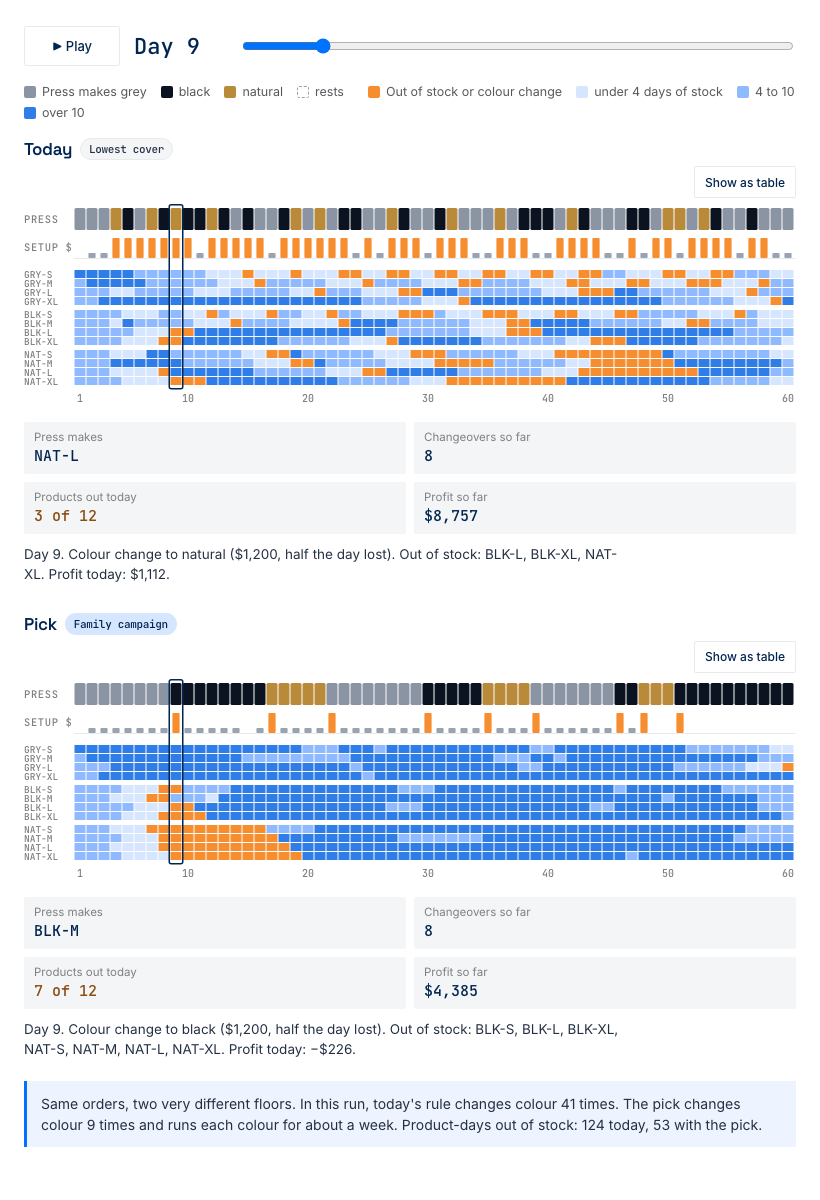 Play
Day 9
Press makes grey black natural rests Out of stock or colour change under 4 days of stock 4 to 10
over 10
Today Lowest cover
Show as table
PRESS
SETUP $
GRY-S
GRY-M
GRY-L
GRY-XL
BLK-S
BLK-M
BLK-L
BLK-XL
NAT-S
NAT-M
NAT-L
NAT-XL
1 10 20 30 40 50 60
Press makes
NAT-L
Changeovers so far
8
Products out today
3 of 12
Profit so far
$8,757
Day 9. Colour change to natural ($1,200, half the day lost). Out of stock: BLK-L, BLK-XL, NAT-
XL. Profit today: $1,112.
Pick Family campaign
Show as table
PRESS
SETUP $
GRY-S
GRY-M
GRY-L
GRY-XL
BLK-S
BLK-M
BLK-L
BLK-XL
NAT-S
NAT-M
NAT-L
NAT-XL
1 10 20 30 40 50 60
Press makes
BLK-M
Changeovers so far
8
Products out today
7 of 12
Profit so far
$4,385
Day 9. Colour change to black ($1,200, half the day lost). Out of stock: BLK-S, BLK-L, BLK-XL,
NAT-S, NAT-M, NAT-L, NAT-XL. Profit today: −$226.
Same orders, two very different floors. In this run, today's rule changes colour 41 times. The pick changes
colour 9 times and runs each colour for about a week. Product-days out of stock: 124 today, 53 with the pick.